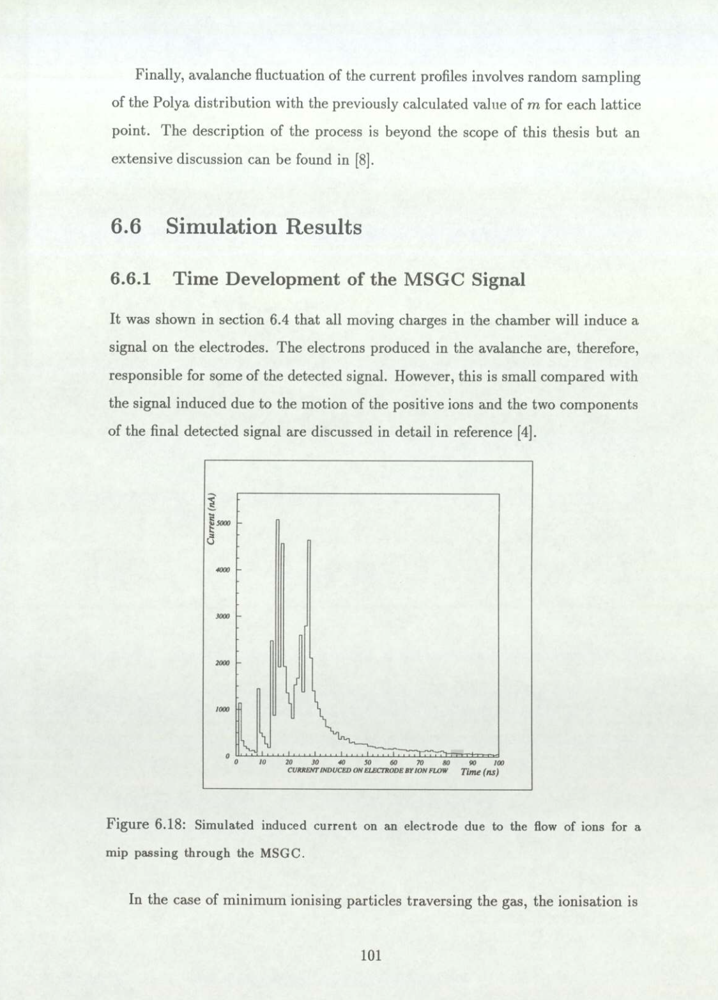 Finally, avalanche fluctuation of the current profiles involves random sampling
of the Polya distribution with the previously calculated value of m for each lattice
point. The description of the process is beyond the scope of this thesis but an
extensive discussion can be found in [8].
6.6 Simulation Results
6.6.1 Time Development of the MSGC Signal
It was shown in section 6.4 that all moving charges in the chamber will induce a
signal on the electrodes. The electrons produced in the avalanche are, therefore,
responsible for some of the detected signal. However, this is small compared with
the signal induced due to the motion of the positive ions and the two components
of the final detected signal are discussed in detail in reference [4].
Current (nA)
5000
4000
3000
2000
1000
0
0 10 20 30 40 50 60 70 80 90 100
CURRENT INDUCED ON ELECTRODE BY ION FLOW Time (ns)
Figure 6.18: Simulated induced current on an electrode due to the flow of ions for a
mip passing through the MSGC.
In the case of minimum ionising particles traversing the gas, the ionisation is
101